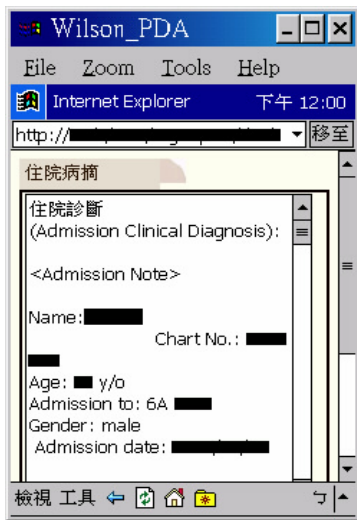 Wilson_PDA
File Zoom Tools Help
Internet Explorer 下午 12:00
http:// 移至
住院病摘
住院診斷
(Admission Clinical Diagnosis):
<Admission Note>
Name:
Chart No.:
Age: y/o
Admission to: 6A
Gender: male
Admission date:
檢視 工具 ㄅ